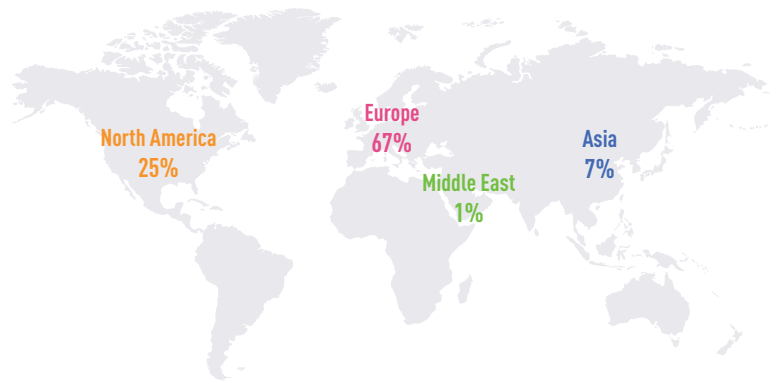 North America
25%
Europe
67%
Middle East
1%
Asia
7%